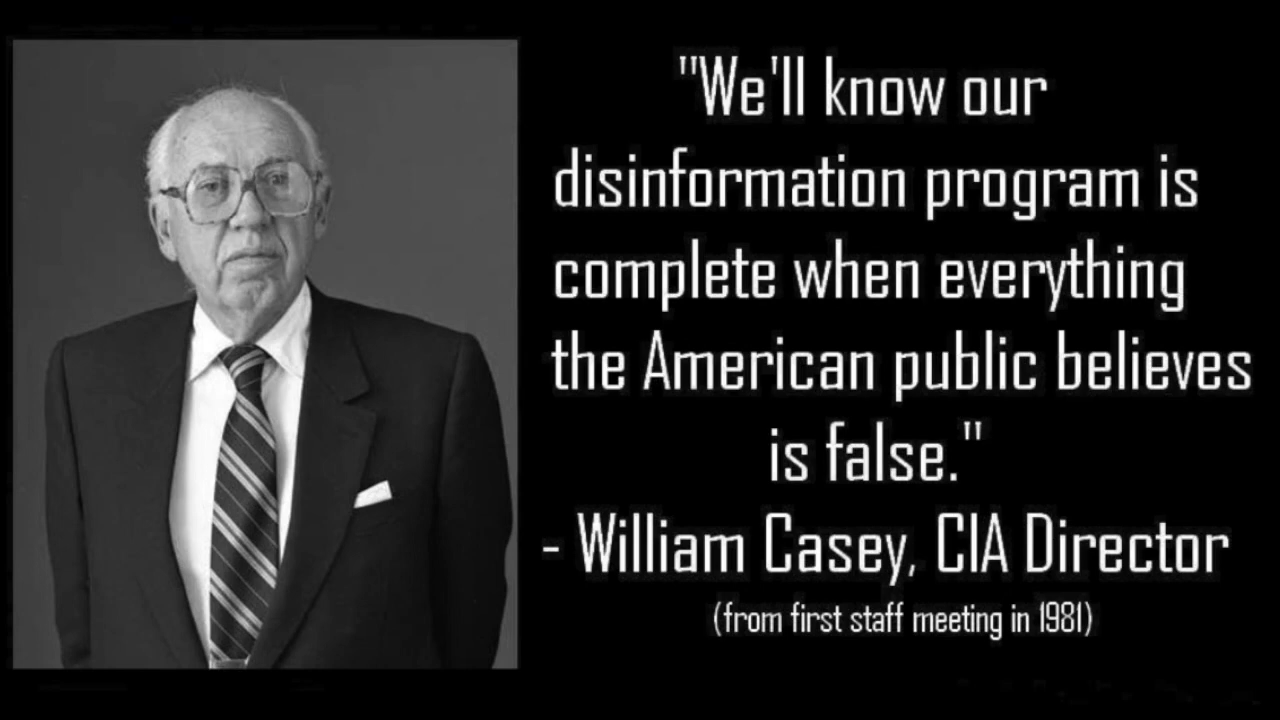 "We'll know our
disinformation program is
complete when everything
the American public believes
is false."
- William Casey, CIA Director
(from first staff meeting in 1981)